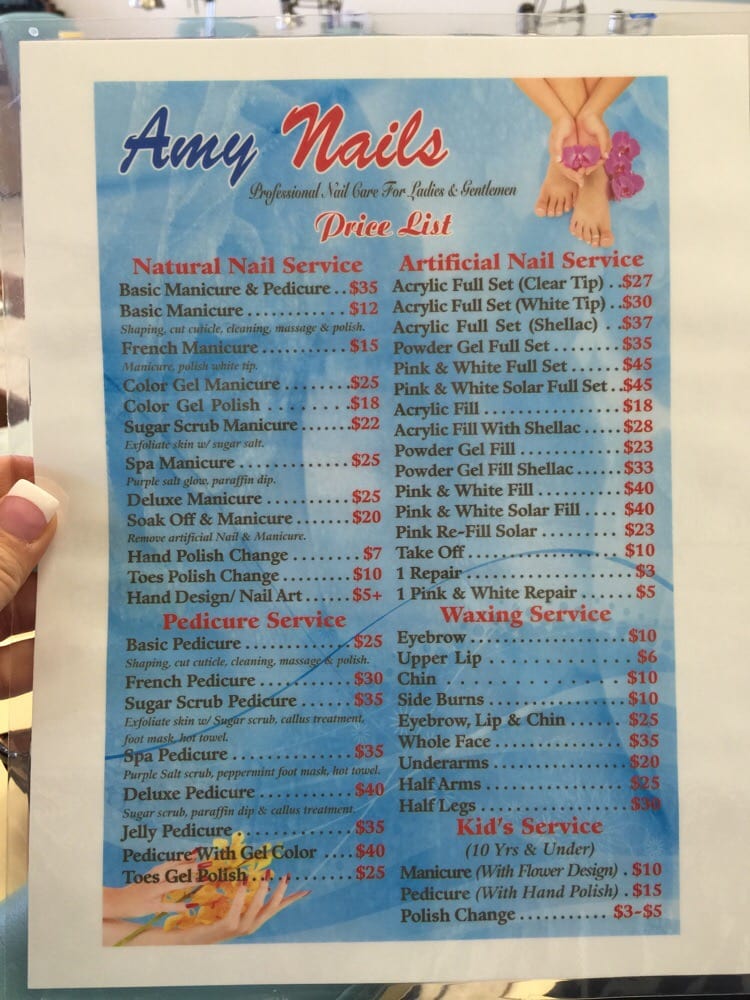 Amy Nails
Professional Nail Care For Ladies & Gentlemen
Price List
Natural Nail Service
Basic Manicure & Pedicure . . $35
Basic Manicure . . . . . . . . . . . $12
Shaping, cut cuticle, cleaning, massage & polish.
French Manicure . . . . . . . . . $15
Manicure, polish white tip.
Color Gel Manicure . . . . . . . .$25
Color Gel Polish . . . . . . . .$18
Sugar Scrub Manicure . . . . . . .$22
Exfoliate skin w/ sugar salt.
Spa Manicure . . . . . . . . . . . . $25
Purple salt glow, paraffin dip.
Deluxe Manicure . . . . . . . . . $25
Soak Off & Manicure . . . . . . $20
Remove artificial Nail & Manicure.
Hand Polish Change . . . . . . . . $7
Toes Polish Change . . . . . . . . $10
Hand Design/ Nail Art . . . . . $5+
Pedicure Service
Basic Pedicure . . . . . . . . . . . . $25
Shaping, cut cuticle, cleaning, massage & polish.
French Pedicure . . . . . . . . . . $30
Sugar Scrub Pedicure . . . . . . $35
Exfoliate skin w/ Sugar scrub, callus treatment,
foot mask, hot towel.
Spa Pedicure . . . . . . . . . . . . . $35
Purple Salt scrub, peppermint foot mask, hot towel.
Deluxe Pedicure . . . . . . . . . . $40
Sugar scrub, paraffin dip & callus treatment.
Jelly Pedicure . . . . . . . . . . . . . $35
Pedicure With Gel Color . . . . $40
Toes Gel Polish . . . . . . . . . . . . $25
Artificial Nail Service
Acrylic Full Set (Clear Tip) . .$27
Acrylic Full Set (White Tip) . .$30
Acrylic Full Set (Shellac) . .$37
Powder Gel Full Set . . . . . . . . $35
Pink & White Full Set . . . . . . $45
Pink & White Solar Full Set . .$45
Acrylic Fill . . . . . . . . . . . . . . . $18
Acrylic Fill With Shellac . . . . . $28
Powder Gel Fill . . . . . . . . . . . $23
Powder Gel Fill Shellac . . . . . . $33
Pink & White Fill . . . . . . . . . . $40
Pink & White Solar Fill . . . . $40
Pink Re-Fill Solar . . . . . . . . . $23
Take Off . . . . . . . . . . . . . . . . . $10
1 Repair . . . . . . . . . . . . . . . . . . $3
1 Pink & White Repair . . . . . . $5
Waxing Service
Eyebrow . . . . . . . . . . . . . . . . . $10
Upper Lip . . . . . . . . . . . . . $6
Chin . . . . . . . . . . . . $10
Side Burns . . . . . . . . . . . . . . . $10
Eyebrow, Lip & Chin . . . . . . $25
Whole Face . . . . . . . . . . . . . . $35
Underarms . . . . . . . . . . . . . . . $20
Half Arms . . . . . . . . . . . . . . . $25
Half Legs . . . . . . . . . . . . . . . . $30
Kid's Service
(10 Yrs & Under)
Manicure (With Flower Design) . $10
Pedicure (With Hand Polish) . $15
Polish Change . . . . . . . . . . $3-$5